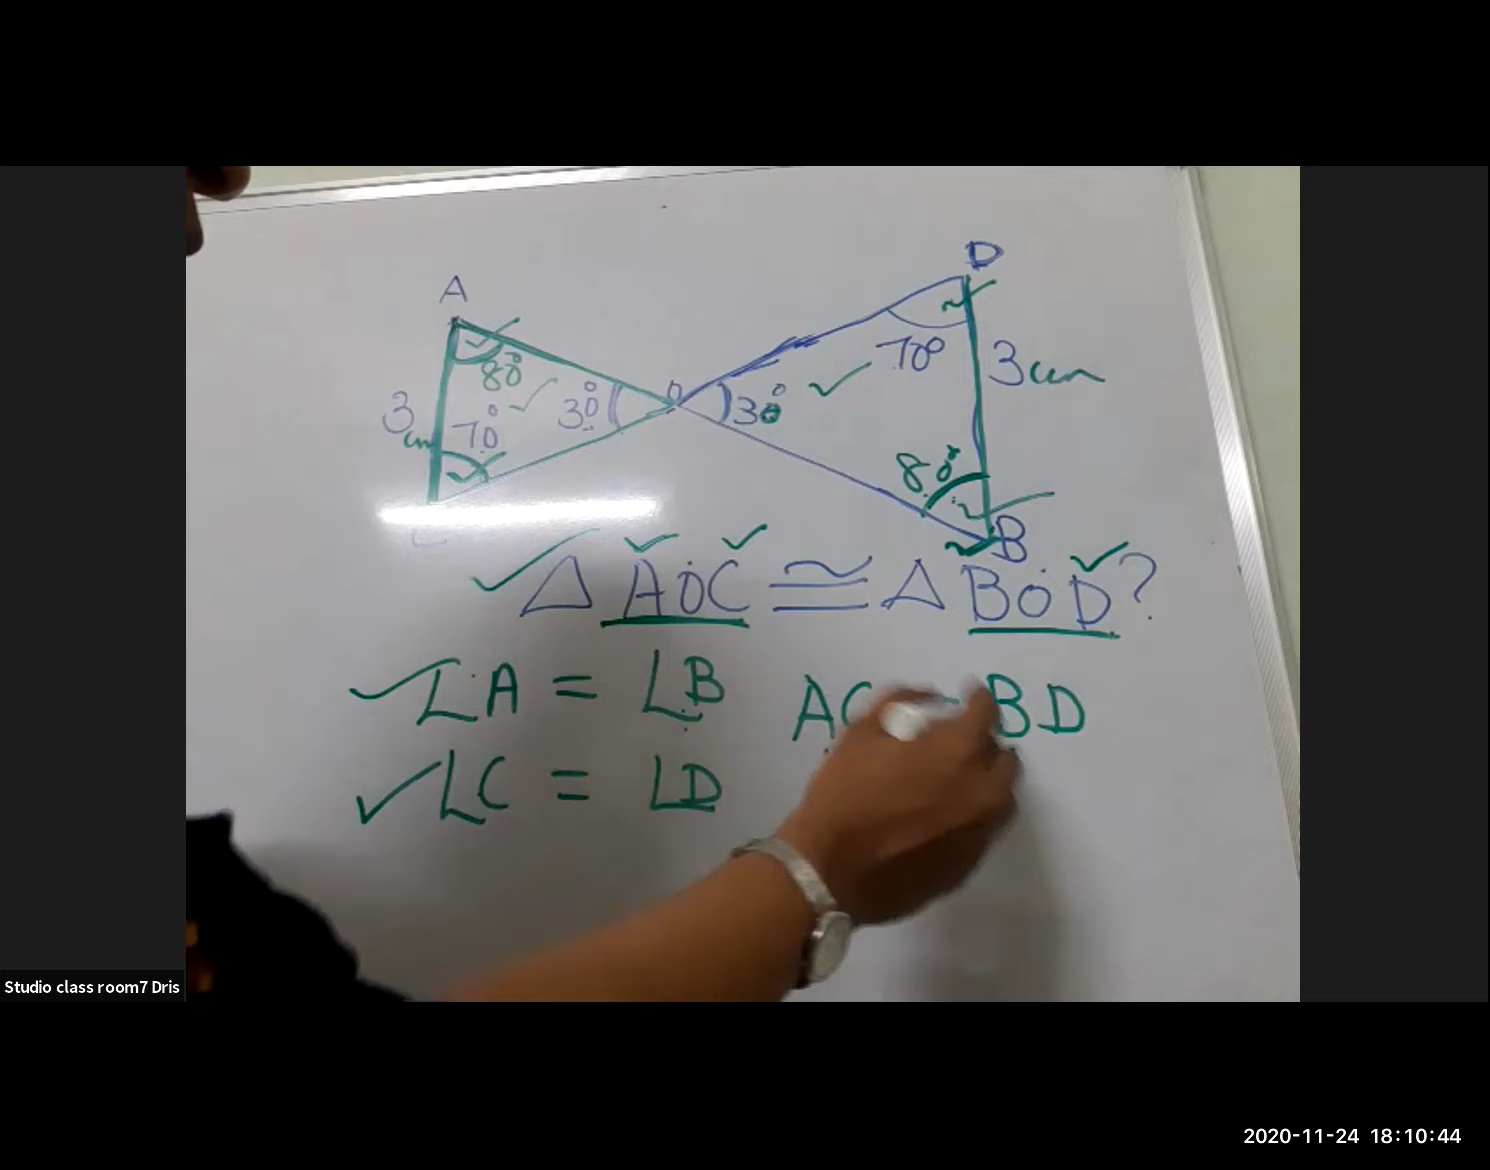 D
A
80°
70°
3cm
3
cm
70°
30°
O
30°
80°
B
△ AOC ≅ △ BOD?
∠A = ∠B AC = BD
∠C = ∠D
Studio class room7 Dris
2020-11-24 18:10:44